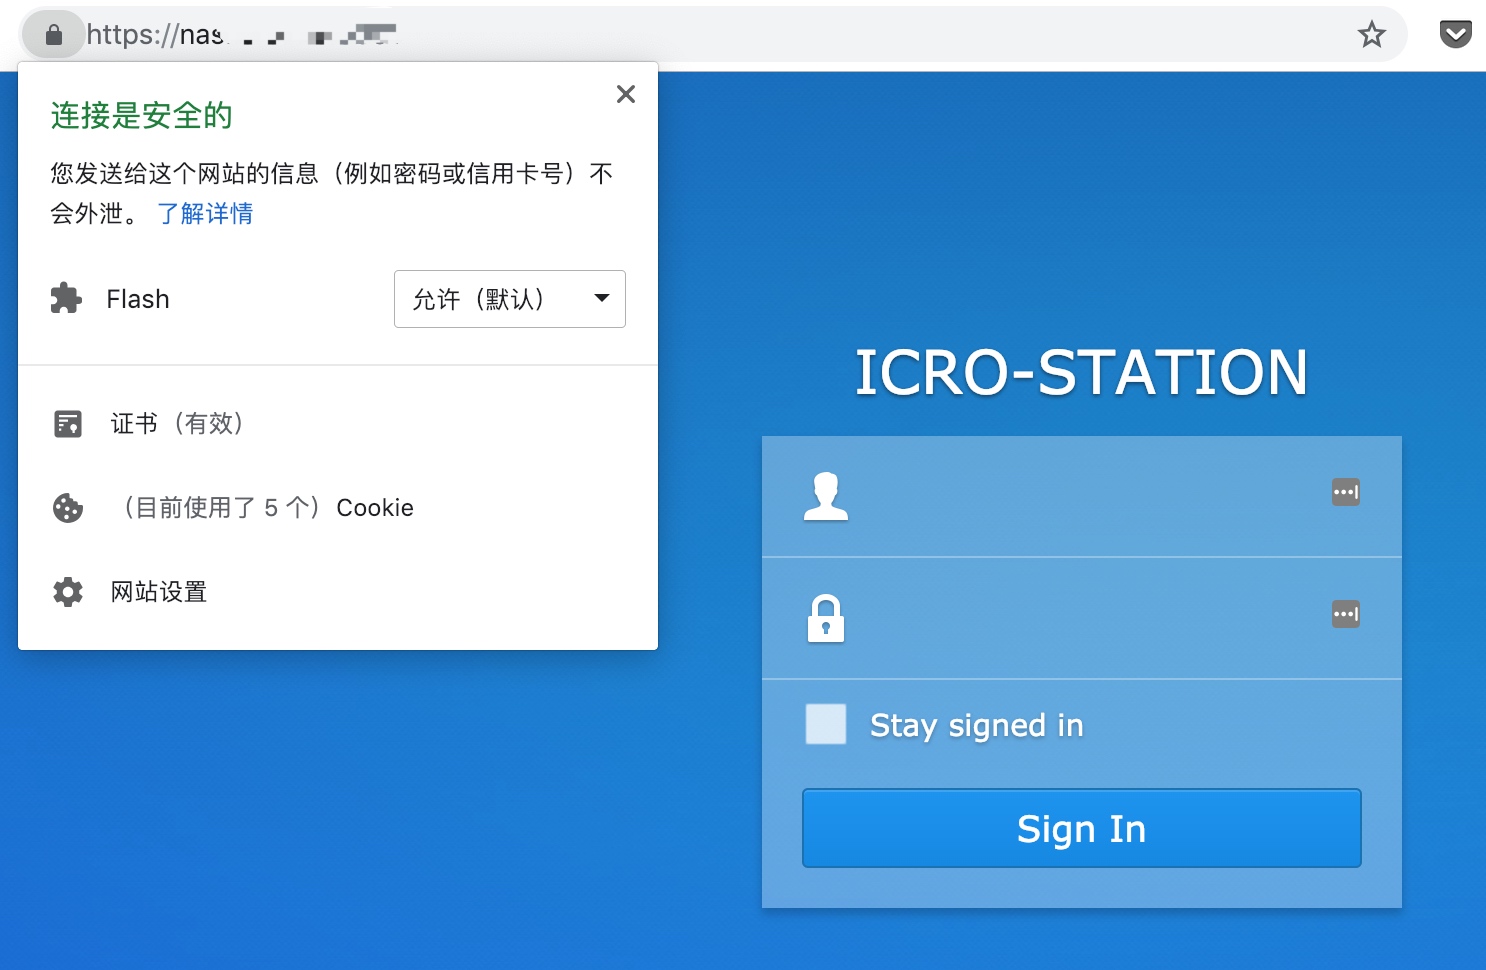 https://nas
连接是安全的
您发送给这个网站的信息（例如密码或信用卡号）不
会外泄。 了解详情
Flash
允许（默认）
证书（有效）
（目前使用了 5 个） Cookie
网站设置
ICRO-STATION
Stay signed in
Sign In